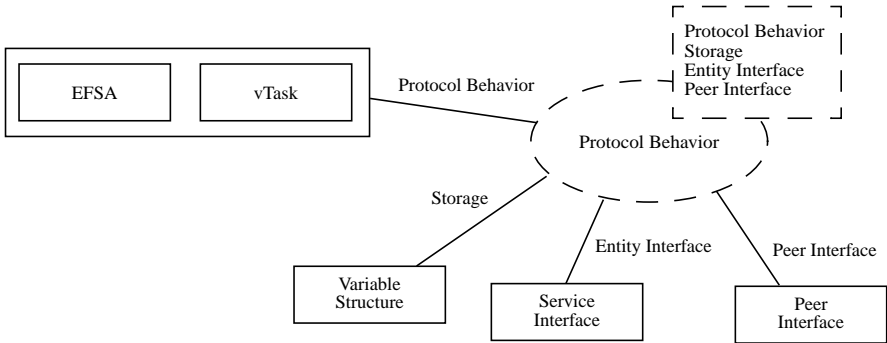 Protocol Behavior
Storage
Entity Interface
Peer Interface
EFSA
vTask
Protocol Behavior
Protocol Behavior
Storage
Entity Interface
Peer Interface
Variable
Structure
Service
Interface
Peer
Interface